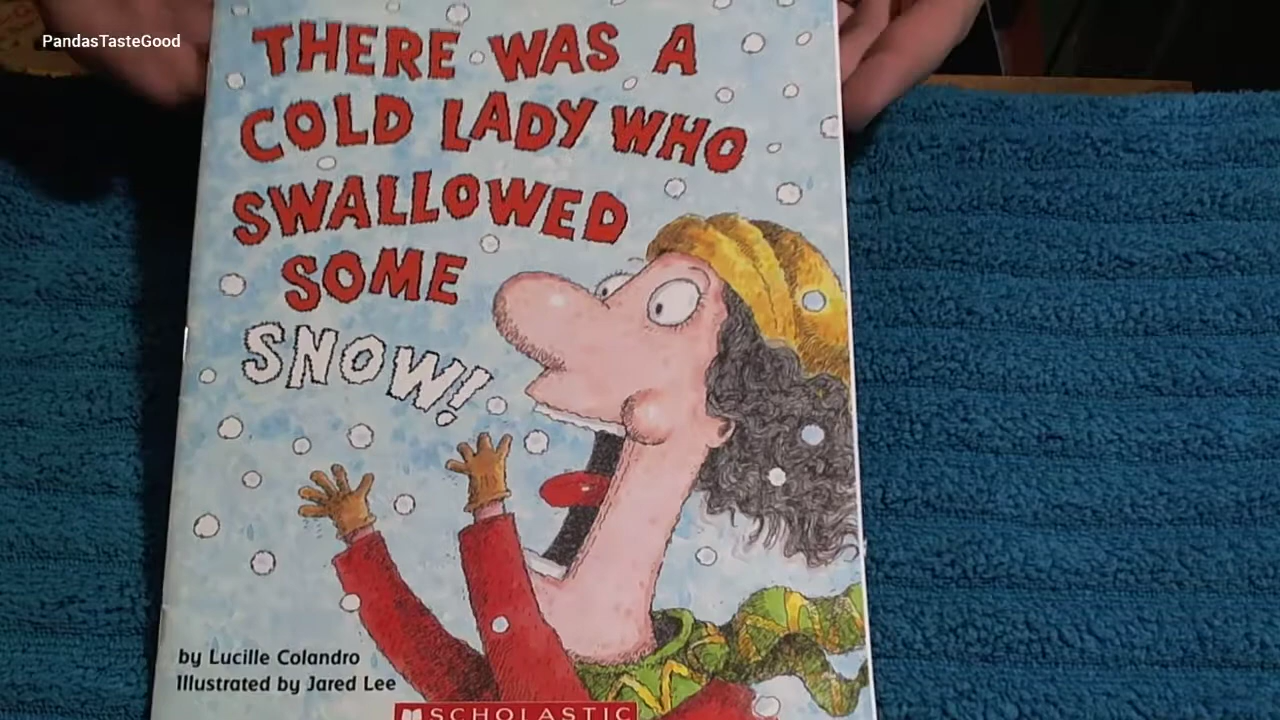 PandasTasteGood
THERE WAS A
COLD LADY WHO
SWALLOWED
SOME
SNOW!
by Lucille Colandro
Illustrated by Jared Lee
SCHOLASTIC